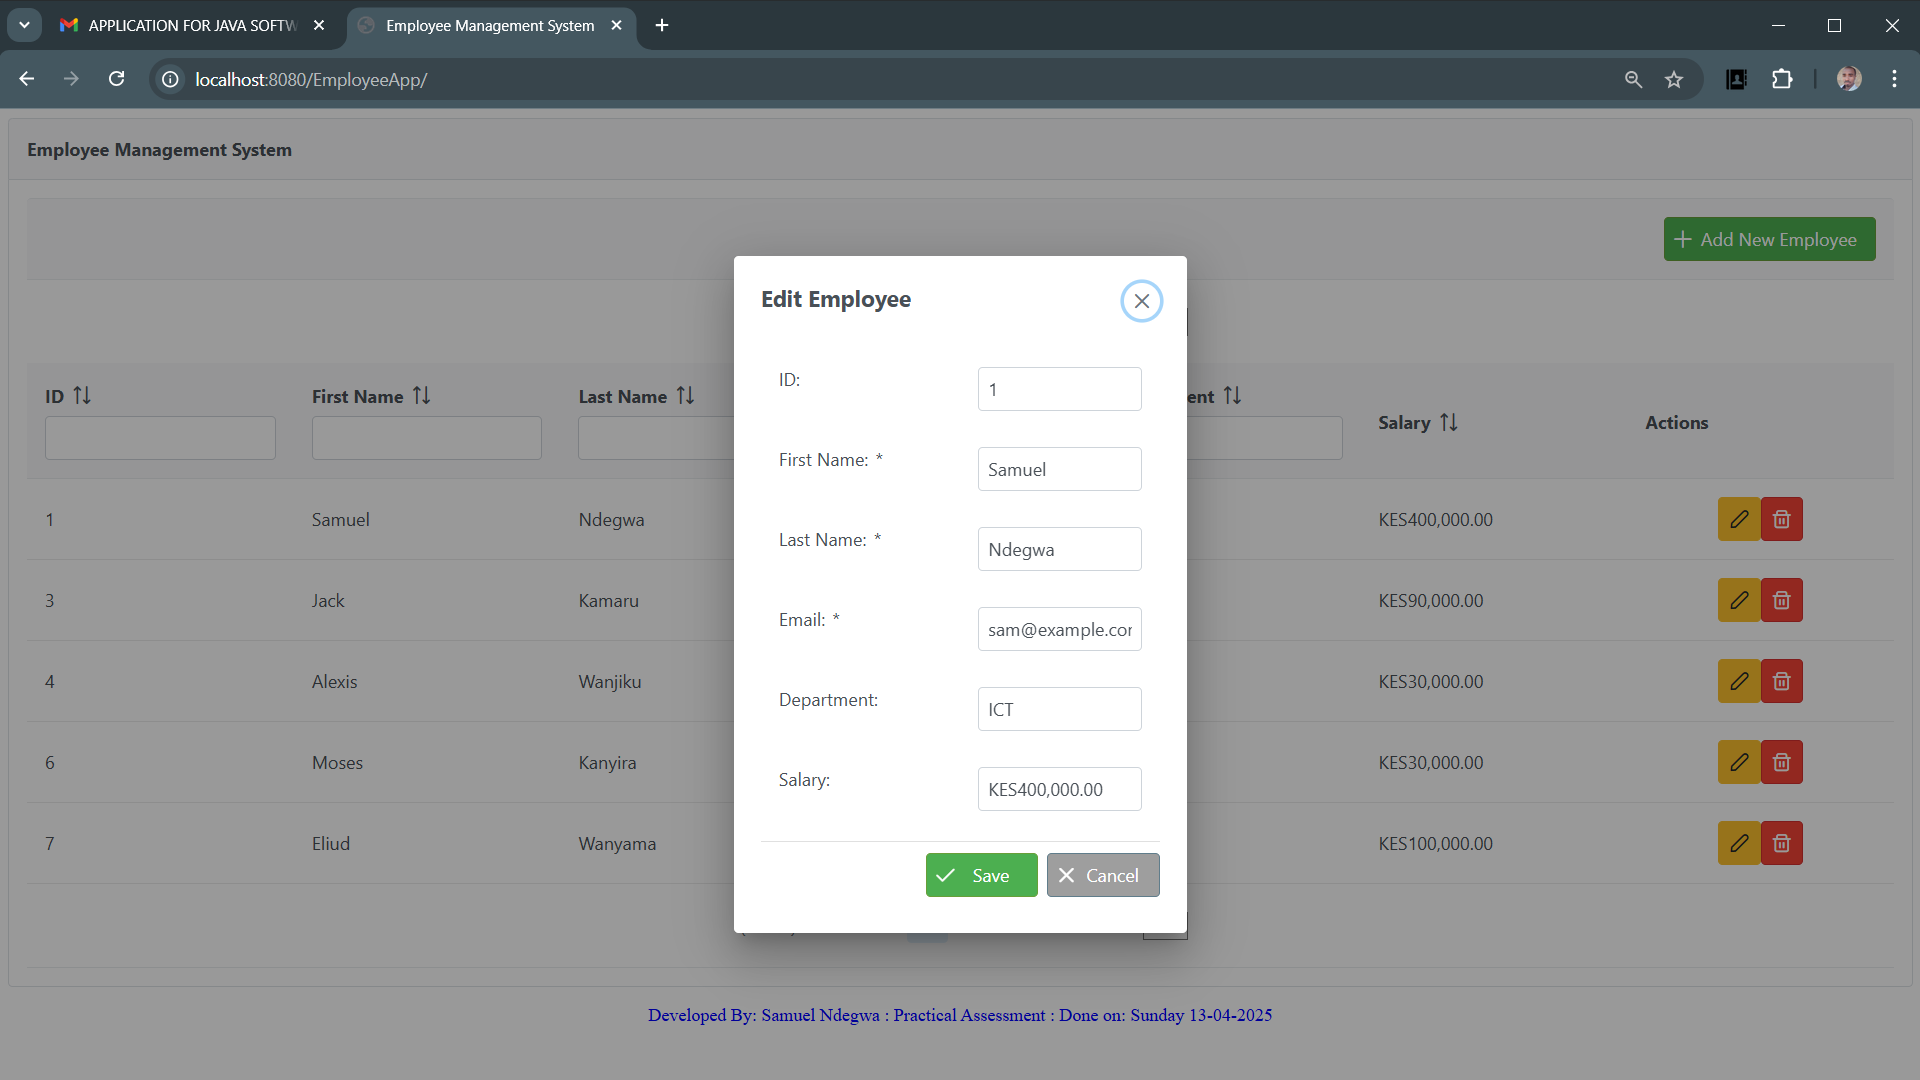 APPLICATION FOR JAVA SOFTW
Employee Management System
localhost:8080/EmployeeApp/
Employee Management System
Add New Employee
Edit Employee
ID:
1
First Name: *
Samuel
Last Name: *
Ndegwa
Email: *
sam@example.cor
Department:
ICT
Salary:
KES400,000.00
Save Cancel
ID First Name Last Name ent Salary Actions
1 Samuel Ndegwa KES400,000.00
3 Jack Kamaru KES90,000.00
4 Alexis Wanjiku KES30,000.00
6 Moses Kanyira KES30,000.00
7 Eliud Wanyama KES100,000.00
Developed By: Samuel Ndegwa : Practical Assessment : Done on: Sunday 13-04-2025